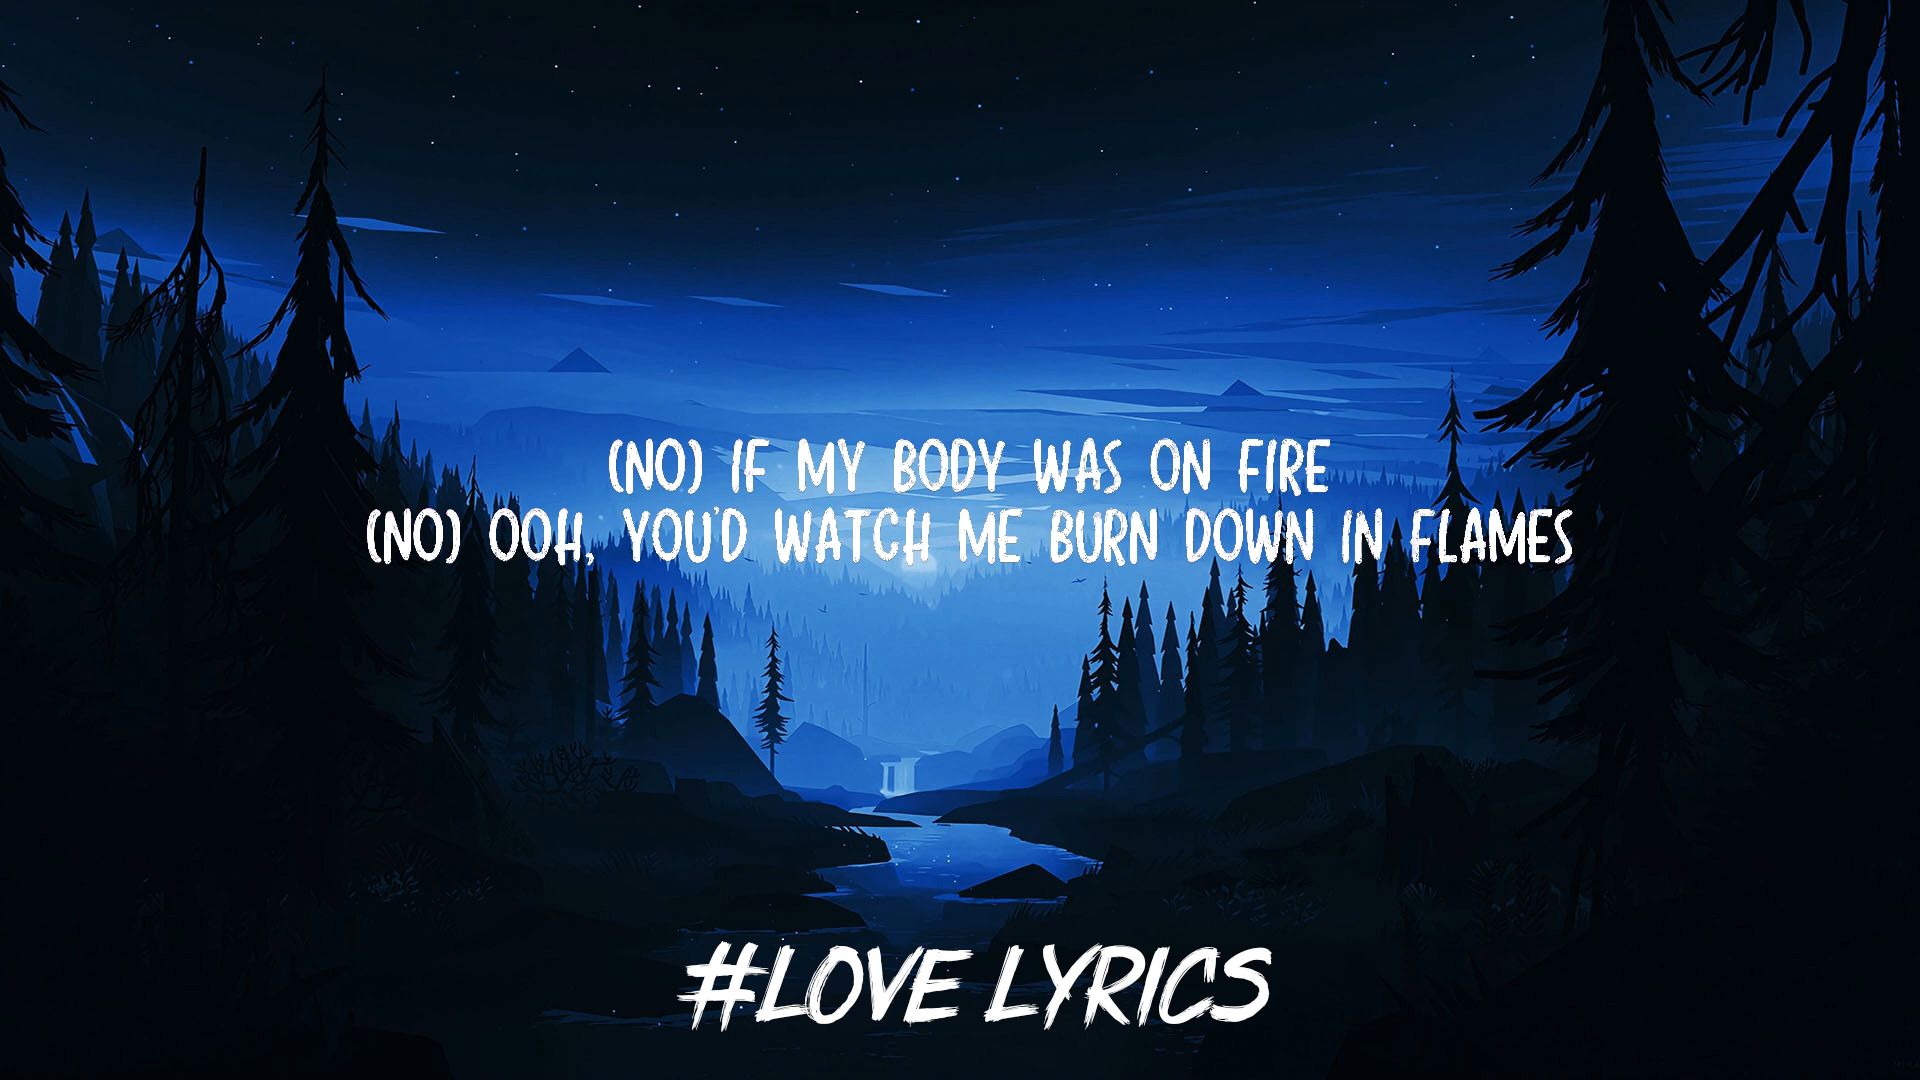 (NO) IF MY BODY WAS ON FIRE
(NO) OOH, YOU'D WATCH ME BURN DOWN IN FLAMES
#LOVE LYRICS